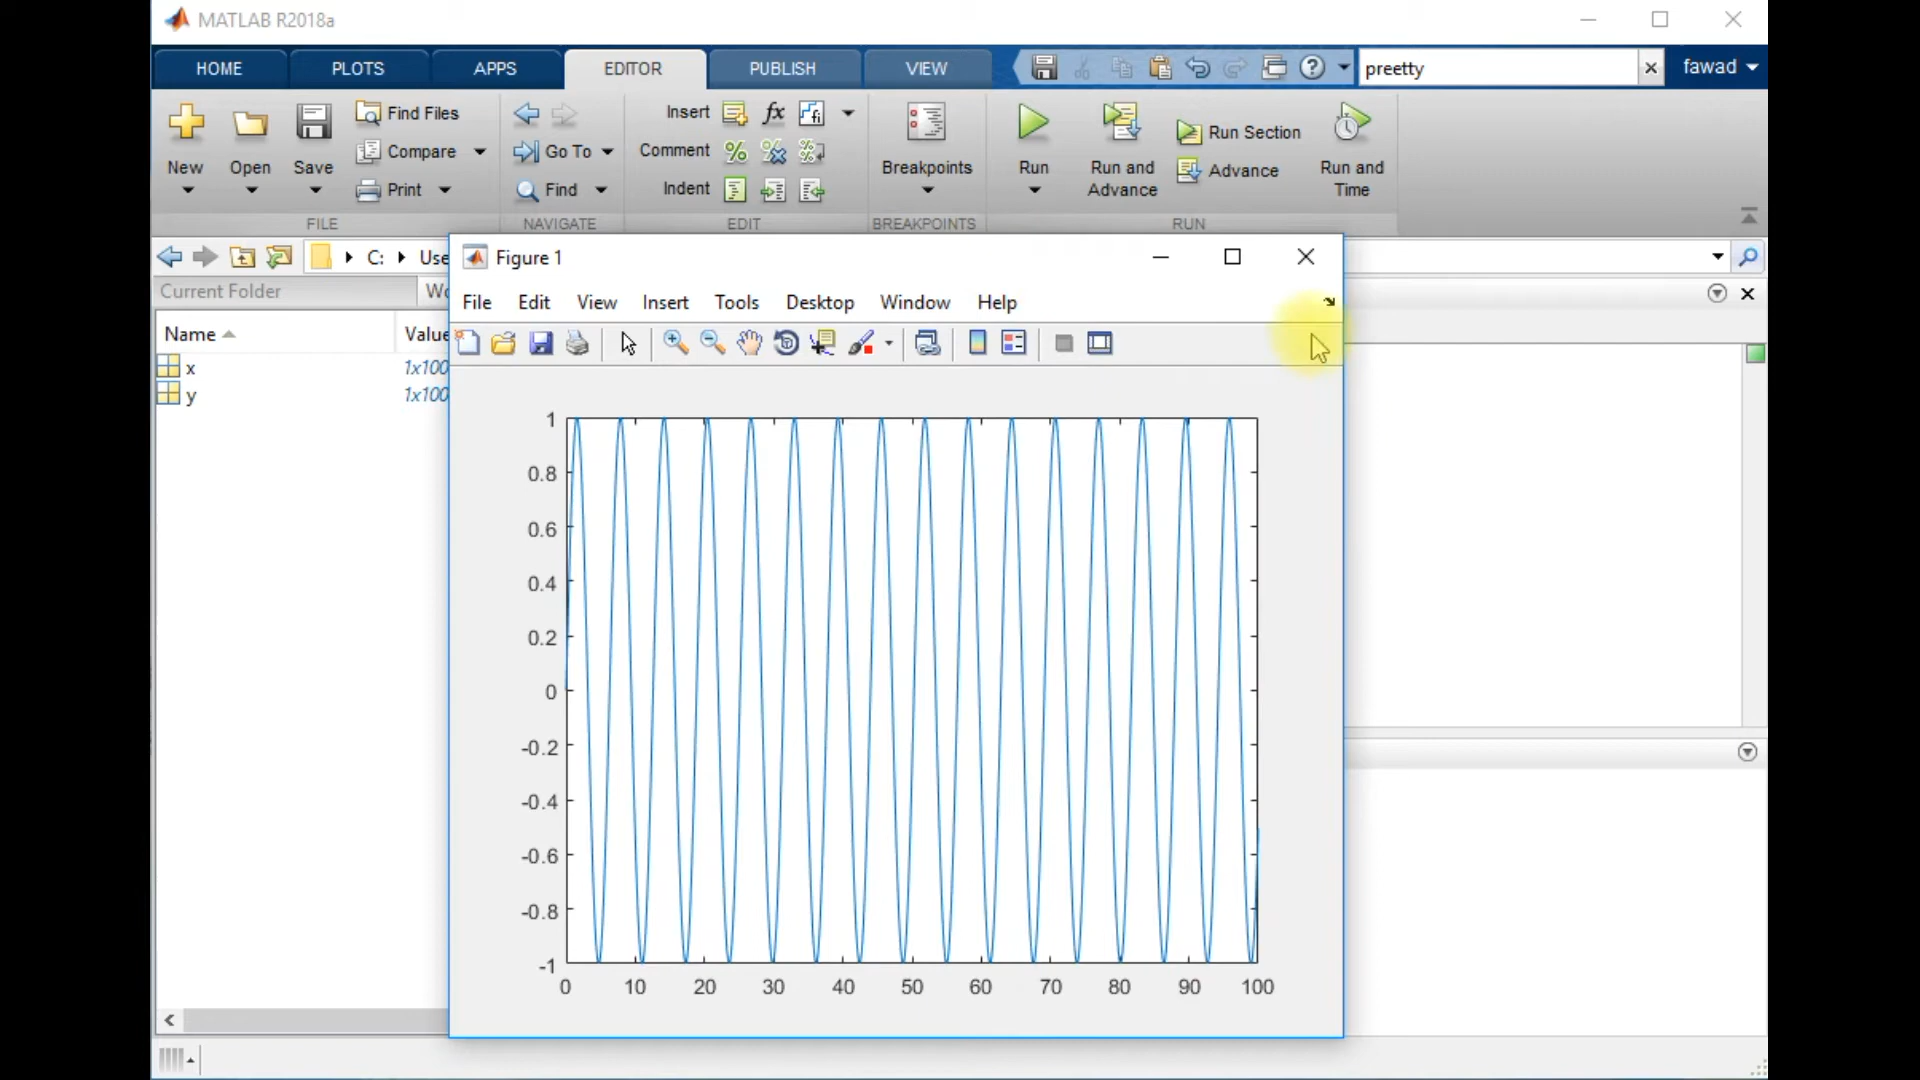 MATLAB R2018a
HOME PLOTS APPS EDITOR PUBLISH VIEW preetty fawad
Find Files Insert fx
Compare Go To Comment Run Section
New Open Save Print Find Indent Breakpoints Run Run and Advance Advance Run and Time
FILE NAVIGATE EDIT BREAKPOINTS RUN
C: Use
Figure 1
Current Folder Wo
File Edit View Insert Tools Desktop Window Help
Name Value
x 1x100
y 1x100
1
0.8
0.6
0.4
0.2
0
-0.2
-0.4
-0.6
-0.8
-1
0 10 20 30 40 50 60 70 80 90 100